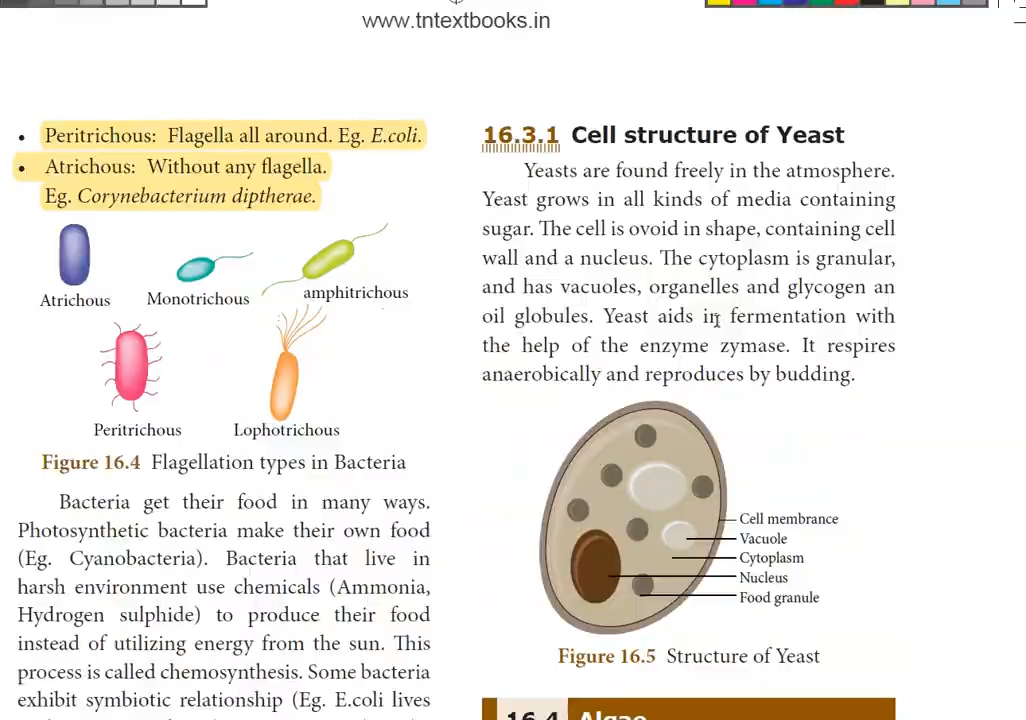 www.tntextbooks.in
• Peritrichous: Flagella all around. Eg. E.coli.
• Atrichous: Without any flagella.
Eg. Corynebacterium diptherae.
Atrichous
Monotrichous
amphitrichous
Peritrichous
Lophotrichous
Figure 16.4 Flagellation types in Bacteria
Bacteria get their food in many ways.
Photosynthetic bacteria make their own food
(Eg. Cyanobacteria). Bacteria that live in
harsh environment use chemicals (Ammonia,
Hydrogen sulphide) to produce their food
instead of utilizing energy from the sun. This
process is called chemosynthesis. Some bacteria
exhibit symbiotic relationship (Eg. E.coli lives
16.3.1 Cell structure of Yeast
Yeasts are found freely in the atmosphere.
Yeast grows in all kinds of media containing
sugar. The cell is ovoid in shape, containing cell
wall and a nucleus. The cytoplasm is granular,
and has vacuoles, organelles and glycogen an
oil globules. Yeast aids in fermentation with
the help of the enzyme zymase. It respires
anaerobically and reproduces by budding.
Cell membrance
Vacuole
Cytoplasm
Nucleus
Food granule
Figure 16.5 Structure of Yeast
16.4 Algae